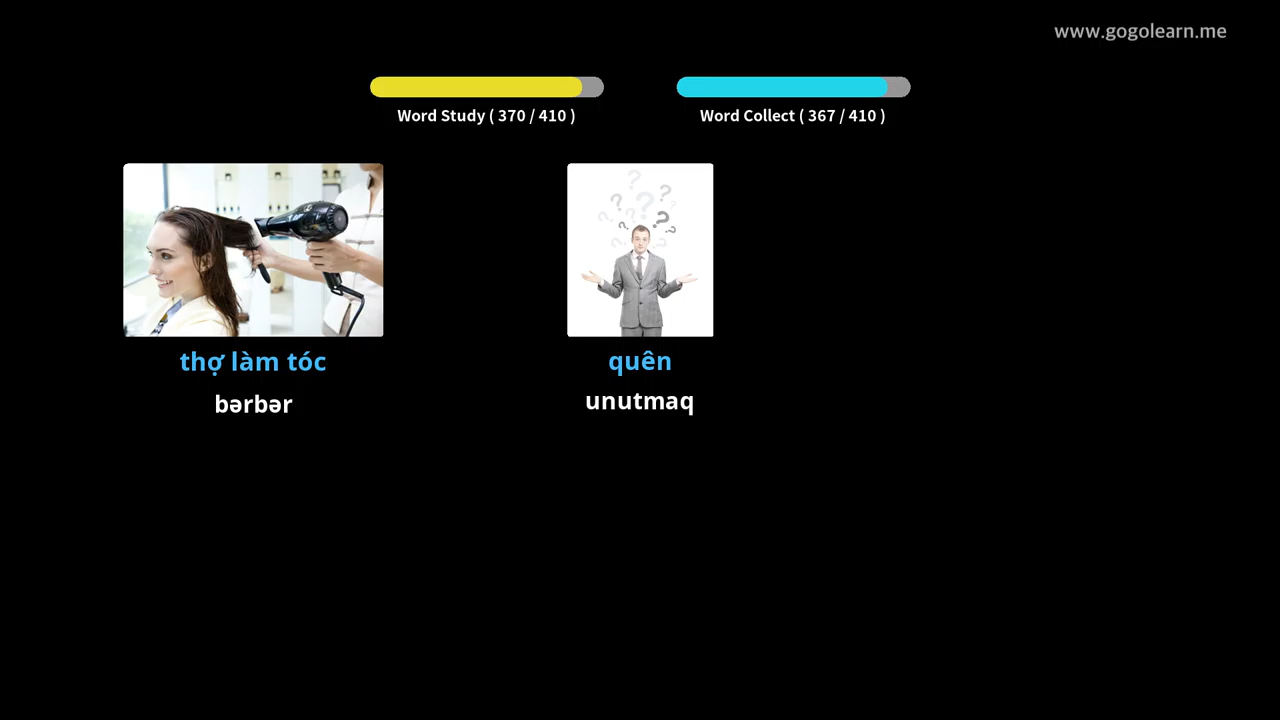 www.gogolearn.me
Word Study ( 370 / 410 )
Word Collect ( 367 / 410 )
thợ làm tóc
bərbər
quên
unutmaq